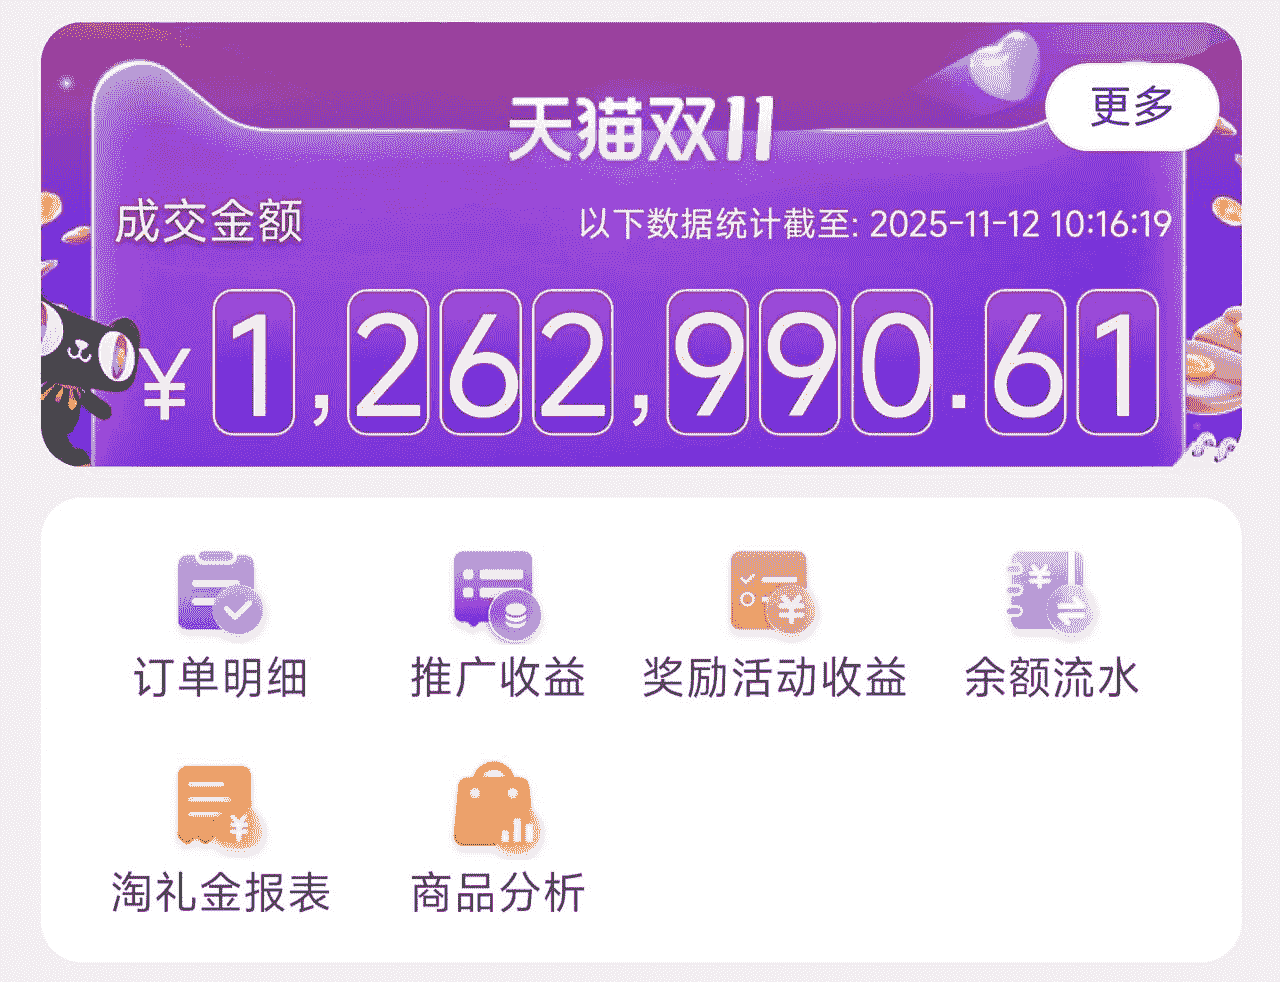 天猫双11
更多
成交金额
以下数据统计截至: 2025-11-12 10:16:19
¥ 1,262,990.61
订单明细
推广收益
奖励活动收益
余额流水
淘礼金报表
商品分析